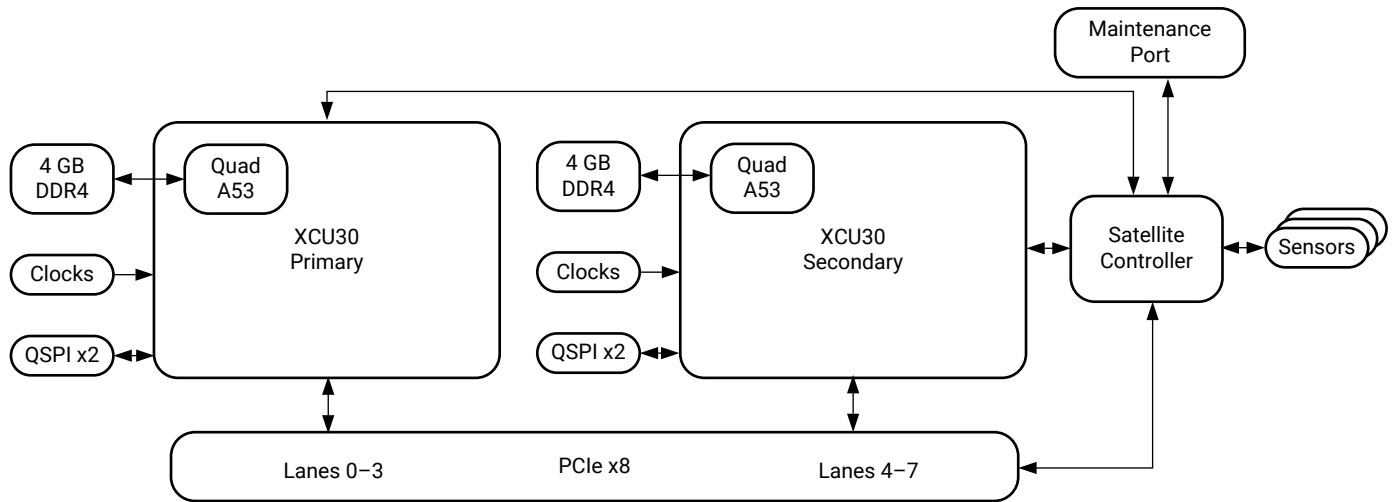 Maintenance
Port
4 GB
DDR4
Quad
A53
XCU30
Primary
Clocks
QSPI x2
4 GB
DDR4
Quad
A53
XCU30
Secondary
Clocks
QSPI x2
Satellite
Controller
Sensors
Lanes 0–3
PCIe x8
Lanes 4–7